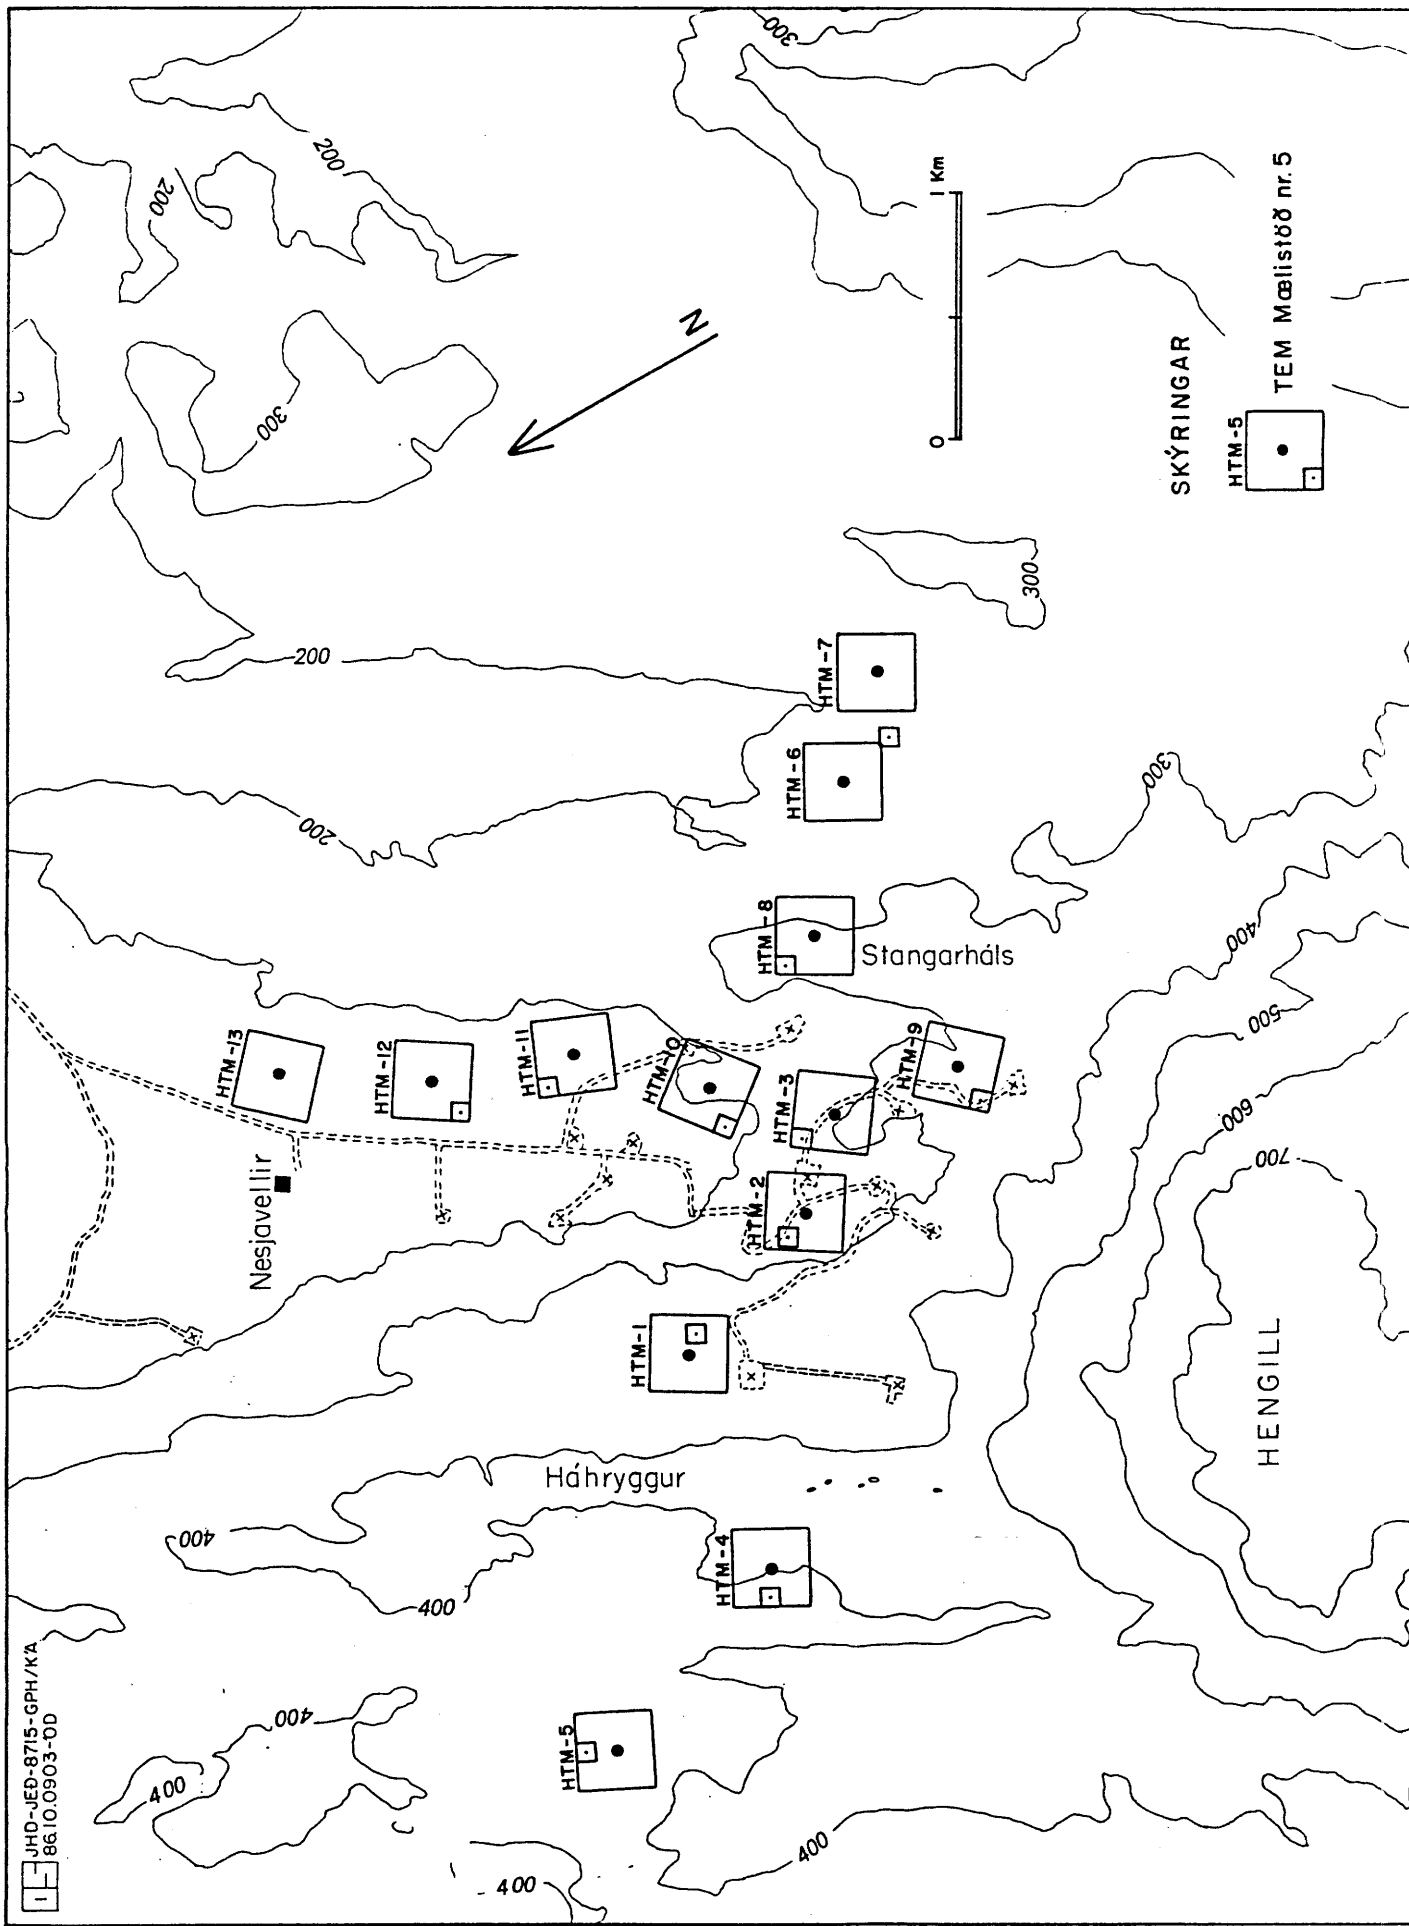 JHD-JEÐ-8715-GPH/KA
86.10.0903-OD
400
400
400
400
400
400
HTM-5
HTM-4
Háhryggur
HTM-1
HENGILL
700
600
500
400
300
Nesjavellir
HTM-2
HTM-3
HTM-9
HTM-10
HTM-11
HTM-12
HTM-13
HTM-8
Stangarháls
HTM-6
HTM-7
200
200
300
300
N
0
1 Km
200
200
300
SKÝRINGAR
HTM-5
TEM Mælistöð nr. 5